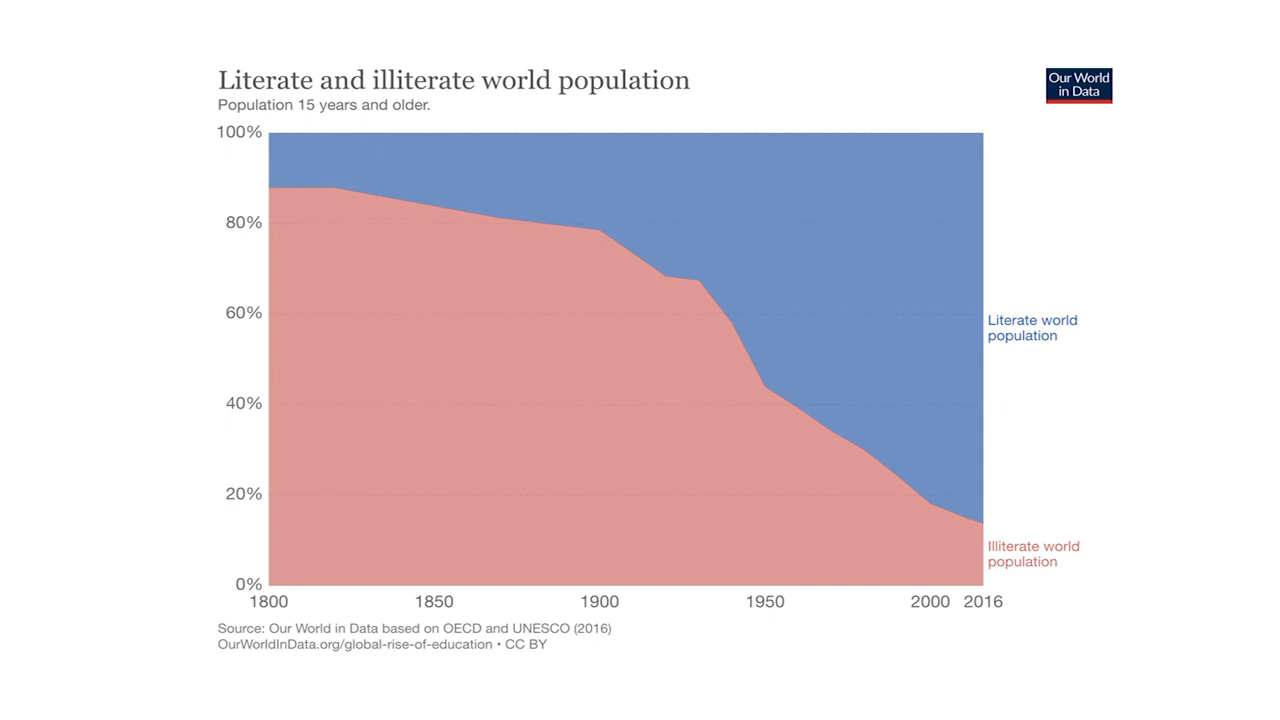 Literate and illiterate world population
Population 15 years and older.
Our World
in Data
100%
80%
60%
40%
20%
0%
Literate world
population
Illiterate world
population
1800 1850 1900 1950 2000 2016
Source: Our World in Data based on OECD and UNESCO (2016)
OurWorldInData.org/global-rise-of-education • CC BY